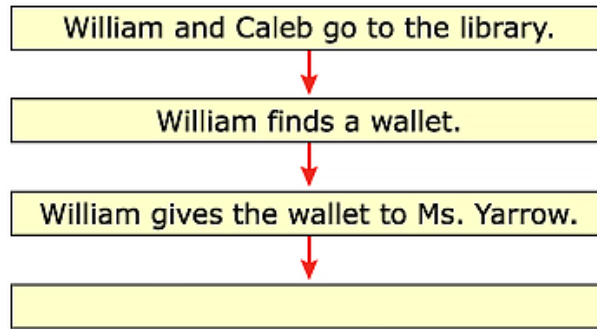 William and Caleb go to the library.
William finds a wallet.
William gives the wallet to Ms. Yarrow.